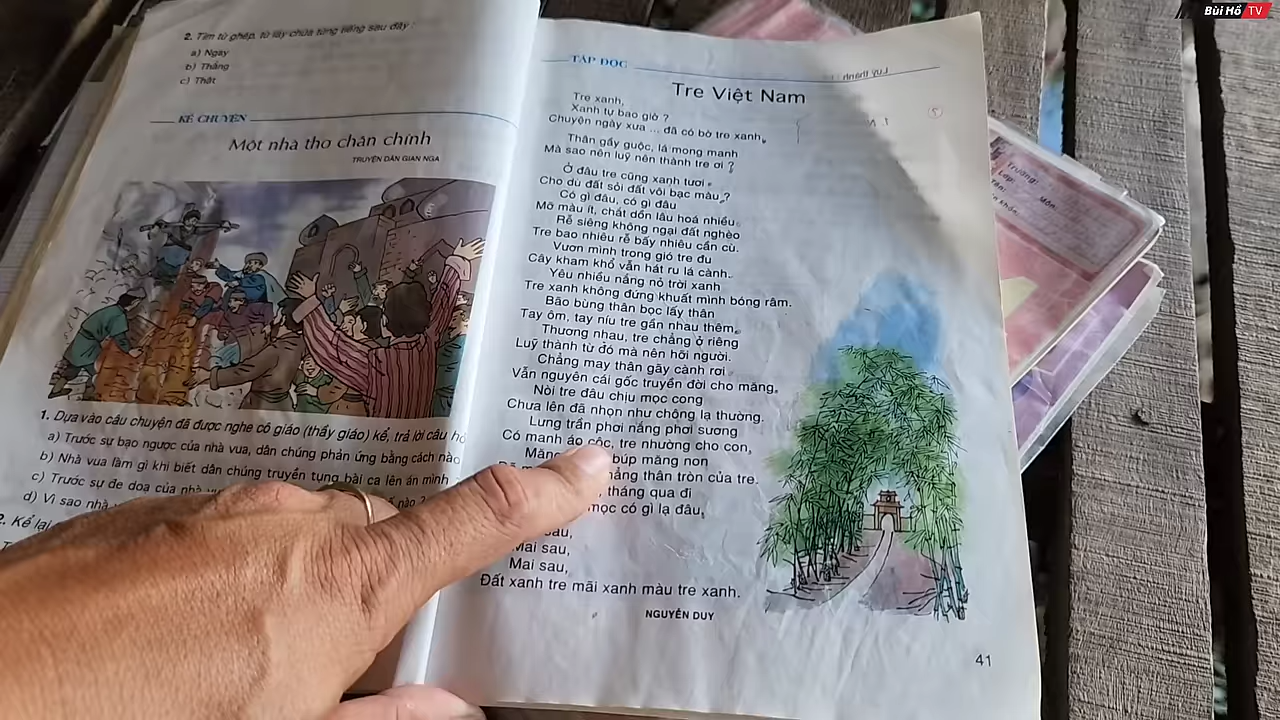 Bùi Hồ TV
2. Tìm từ ghép, từ láy chứa từng tiếng sau đây :
a) Ngay
b) Thẳng
c) Thật
KỂ CHUYỆN
Một nhà thơ chân chính
TRUYỆN DÂN GIAN NGA
1. Dựa vào câu chuyện đã được nghe cô giáo (thầy giáo) kể, trả lời câu hỏ
a) Trước sự bạo ngược của nhà vua, dân chúng phản ứng bằng cách nào
b) Nhà vua làm gì khi biết dân chúng truyền tụng bài ca lên án mình
c) Trước sự đe doạ của nhà
nào ?
d) Vì sao nhà
2. Kể lại
TẬP ĐỌC
Tre Việt Nam
Tre xanh,
Xanh tự bao giờ ?
Chuyện ngày xưa ... đã có bờ tre xanh.
Thân gầy guộc, lá mong manh
Mà sao nên luỹ nên thành tre ơi ?
Ở đâu tre cũng xanh tươi
Cho dù đất sỏi đất vôi bạc màu ?
Có gì đâu, có gì đâu
Mỡ màu ít, chắt dồn lâu hoá nhiều
Rễ siêng không ngại đất nghèo
Tre bao nhiêu rễ bấy nhiêu cần cù.
Vươn mình trong gió tre đu
Cây kham khổ vẫn hát ru lá cành.
Yêu nhiều nắng nỏ trời xanh
Tre xanh không đứng khuất mình bóng râm.
Bão bùng thân bọc lấy thân
Tay ôm, tay níu tre gần nhau thêm.
Thương nhau, tre chẳng ở riêng
Luỹ thành từ đó mà nên hỡi người.
Chẳng may thân gãy cành rơi
Vẫn nguyên cái gốc truyền đời cho măng.
Nòi tre đâu chịu mọc cong
Chưa lên đã nhọn như chông lạ thường.
Lưng trần phơi nắng phơi sương
Có manh áo cộc, tre nhường cho con.
Măng búp măng non
thân tròn của tre.
tháng qua đi
mọc có gì lạ đâu.
sau,
Mai sau,
Mai sau,
Đất xanh tre mãi xanh màu tre xanh.
NGUYỄN DUY
41
Trường:
Lớp:
Môn: